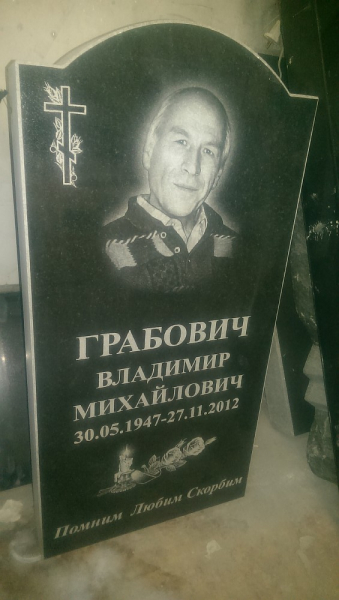 ГРАБОВИЧ
ВЛАДИМИР
МИХАЙЛОВИЧ
30.05.1947-27.11.2012
Помним Любим Скорбим